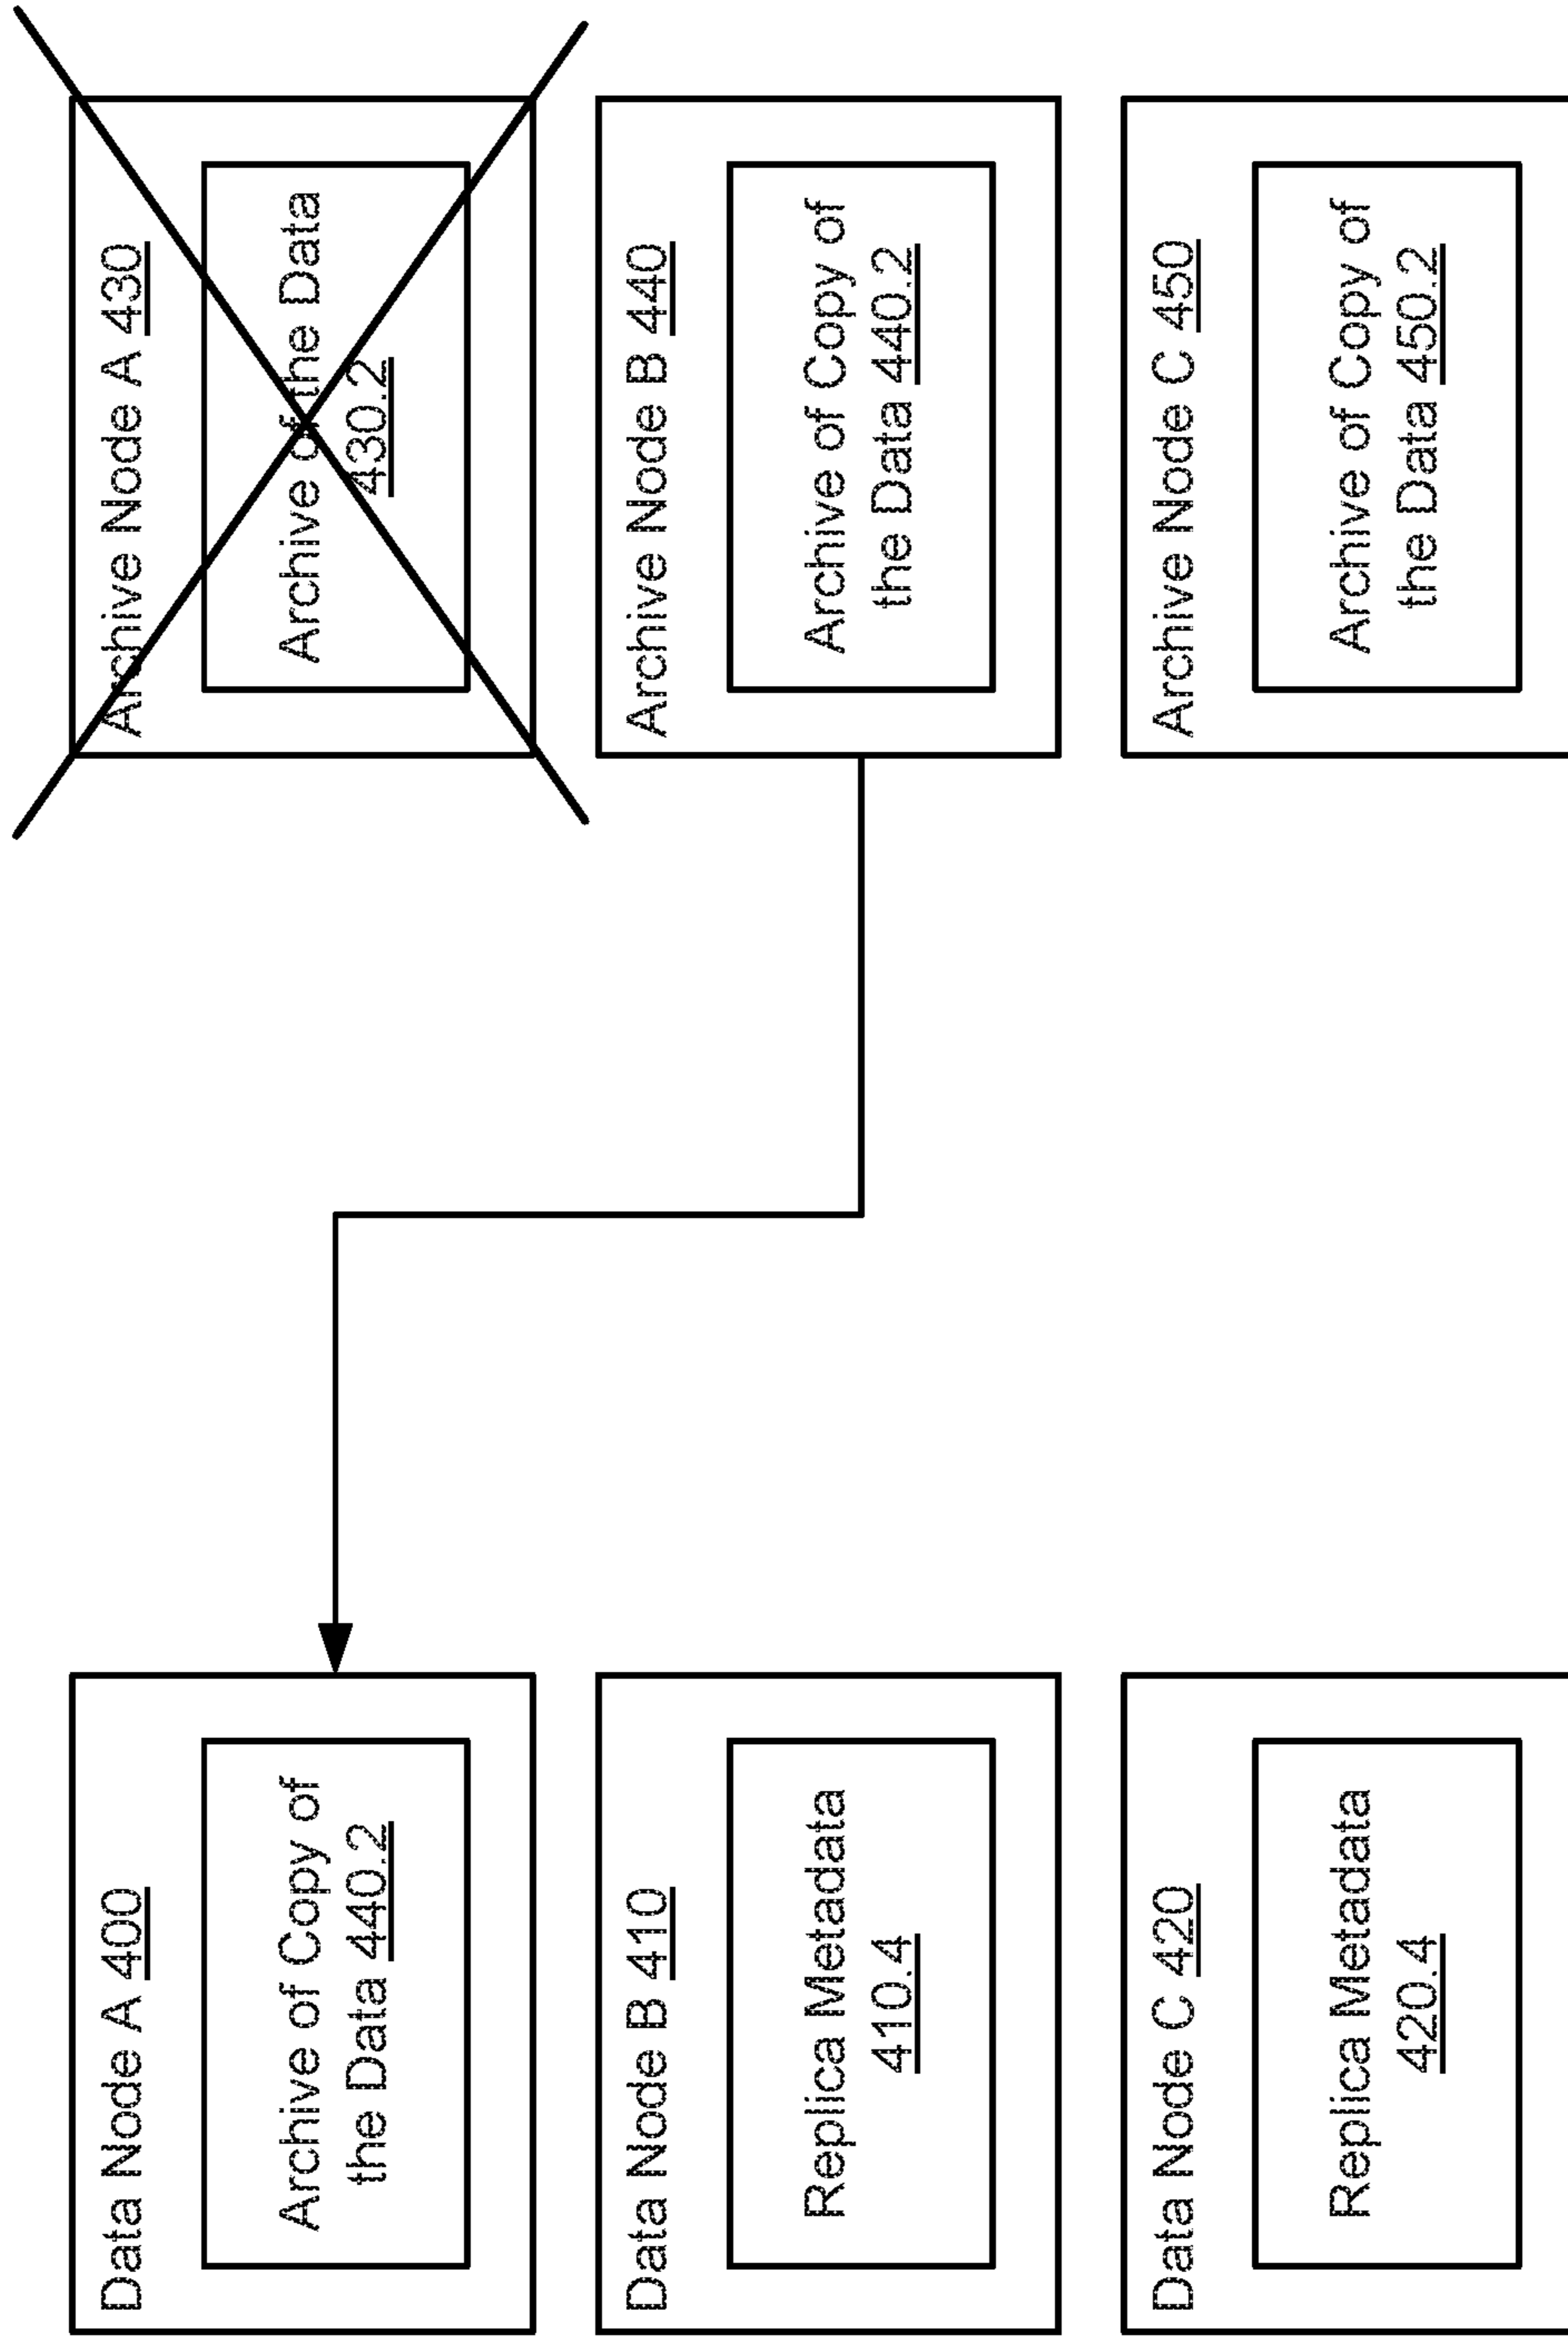 Data Node A 400
Archive of Copy of
the Data 440.2
Archive Node A 430
Archive of the Data
430.2
Data Node B 410
Replica Metadata
410.4
Archive Node B 440
Archive of Copy of
the Data 440.2
Data Node C 420
Replica Metadata
420.4
Archive Node C 450
Archive of Copy of
the Data 450.2